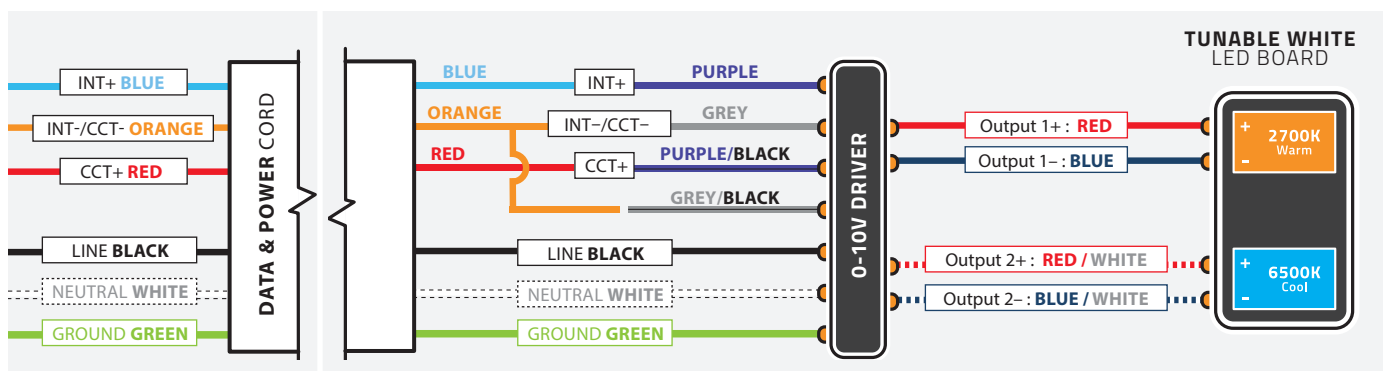 INT+ BLUE
INT-/CCT- ORANGE
CCT+ RED
LINE BLACK
NEUTRAL WHITE
GROUND GREEN
DATA & POWER CORD
BLUE
INT+
PURPLE
ORANGE
INT–/CCT–
GREY
RED
CCT+
PURPLE/BLACK
GREY/BLACK
LINE BLACK
NEUTRAL WHITE
GROUND GREEN
0-10V DRIVER
Output 1+ : RED
Output 1– : BLUE
Output 2+ : RED / WHITE
Output 2– : BLUE / WHITE
TUNABLE WHITE
LED BOARD
+ 2700K
Warm
-
+ 6500K
Cool
-